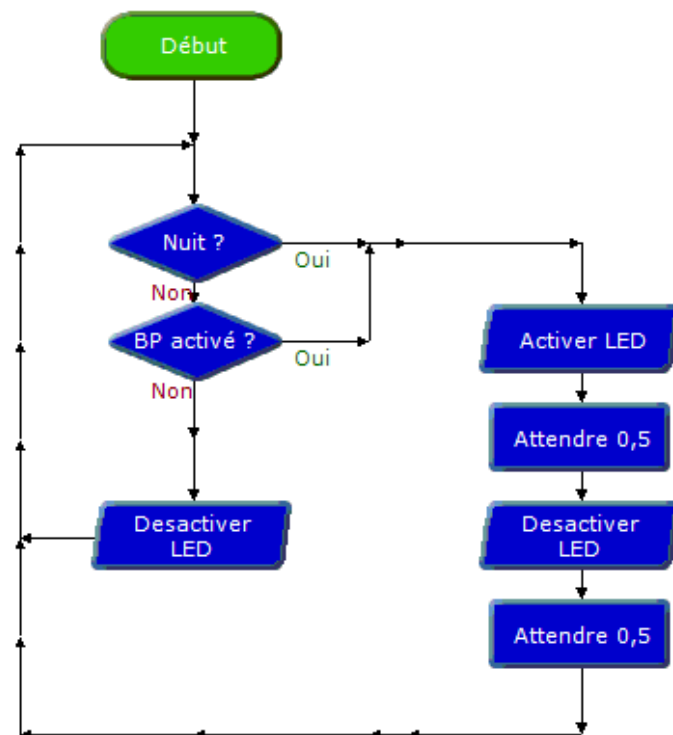 Début
Nuit ?
Oui
Non
BP activé ?
Oui
Non
Desactiver
LED
Activer LED
Attendre 0,5
Desactiver
LED
Attendre 0,5